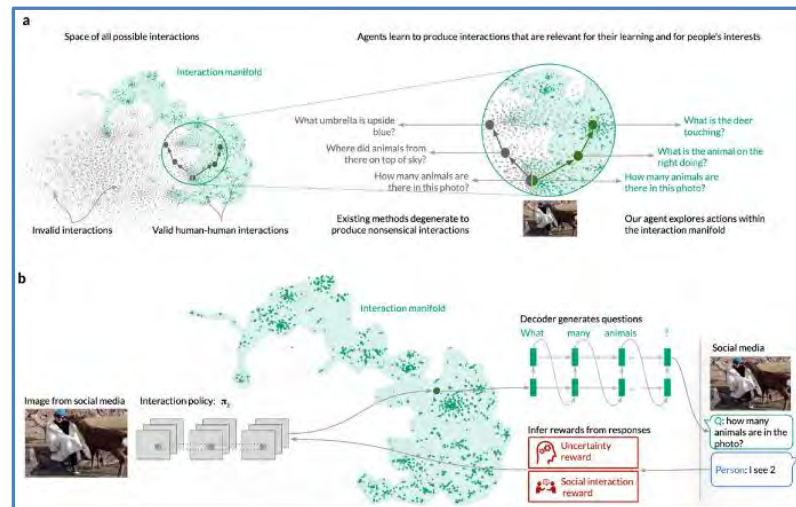 a
Space of all possible interactions
Agents learn to produce interactions that are relevant for their learning and for people's interests
Interaction manifold
What umbrella is upside
blue?
Where did animals from
there on top of sky?
How many animals are
there in this photo?
What is the deer
touching?
What is the animal on the
right doing?
How many animals are
there in this photo?
Invalid interactions
Valid human-human interactions
Existing methods degenerate to
produce nonsensical interactions
Our agent explores actions within
the interaction manifold
b
Interaction manifold
Decoder generates questions
What many animals ?
Social media
Image from social media
Interaction policy:
Q: how many
animals are in the
photo?
Infer rewards from responses
Uncertainty
reward
Social interaction
reward
Person: I see 2